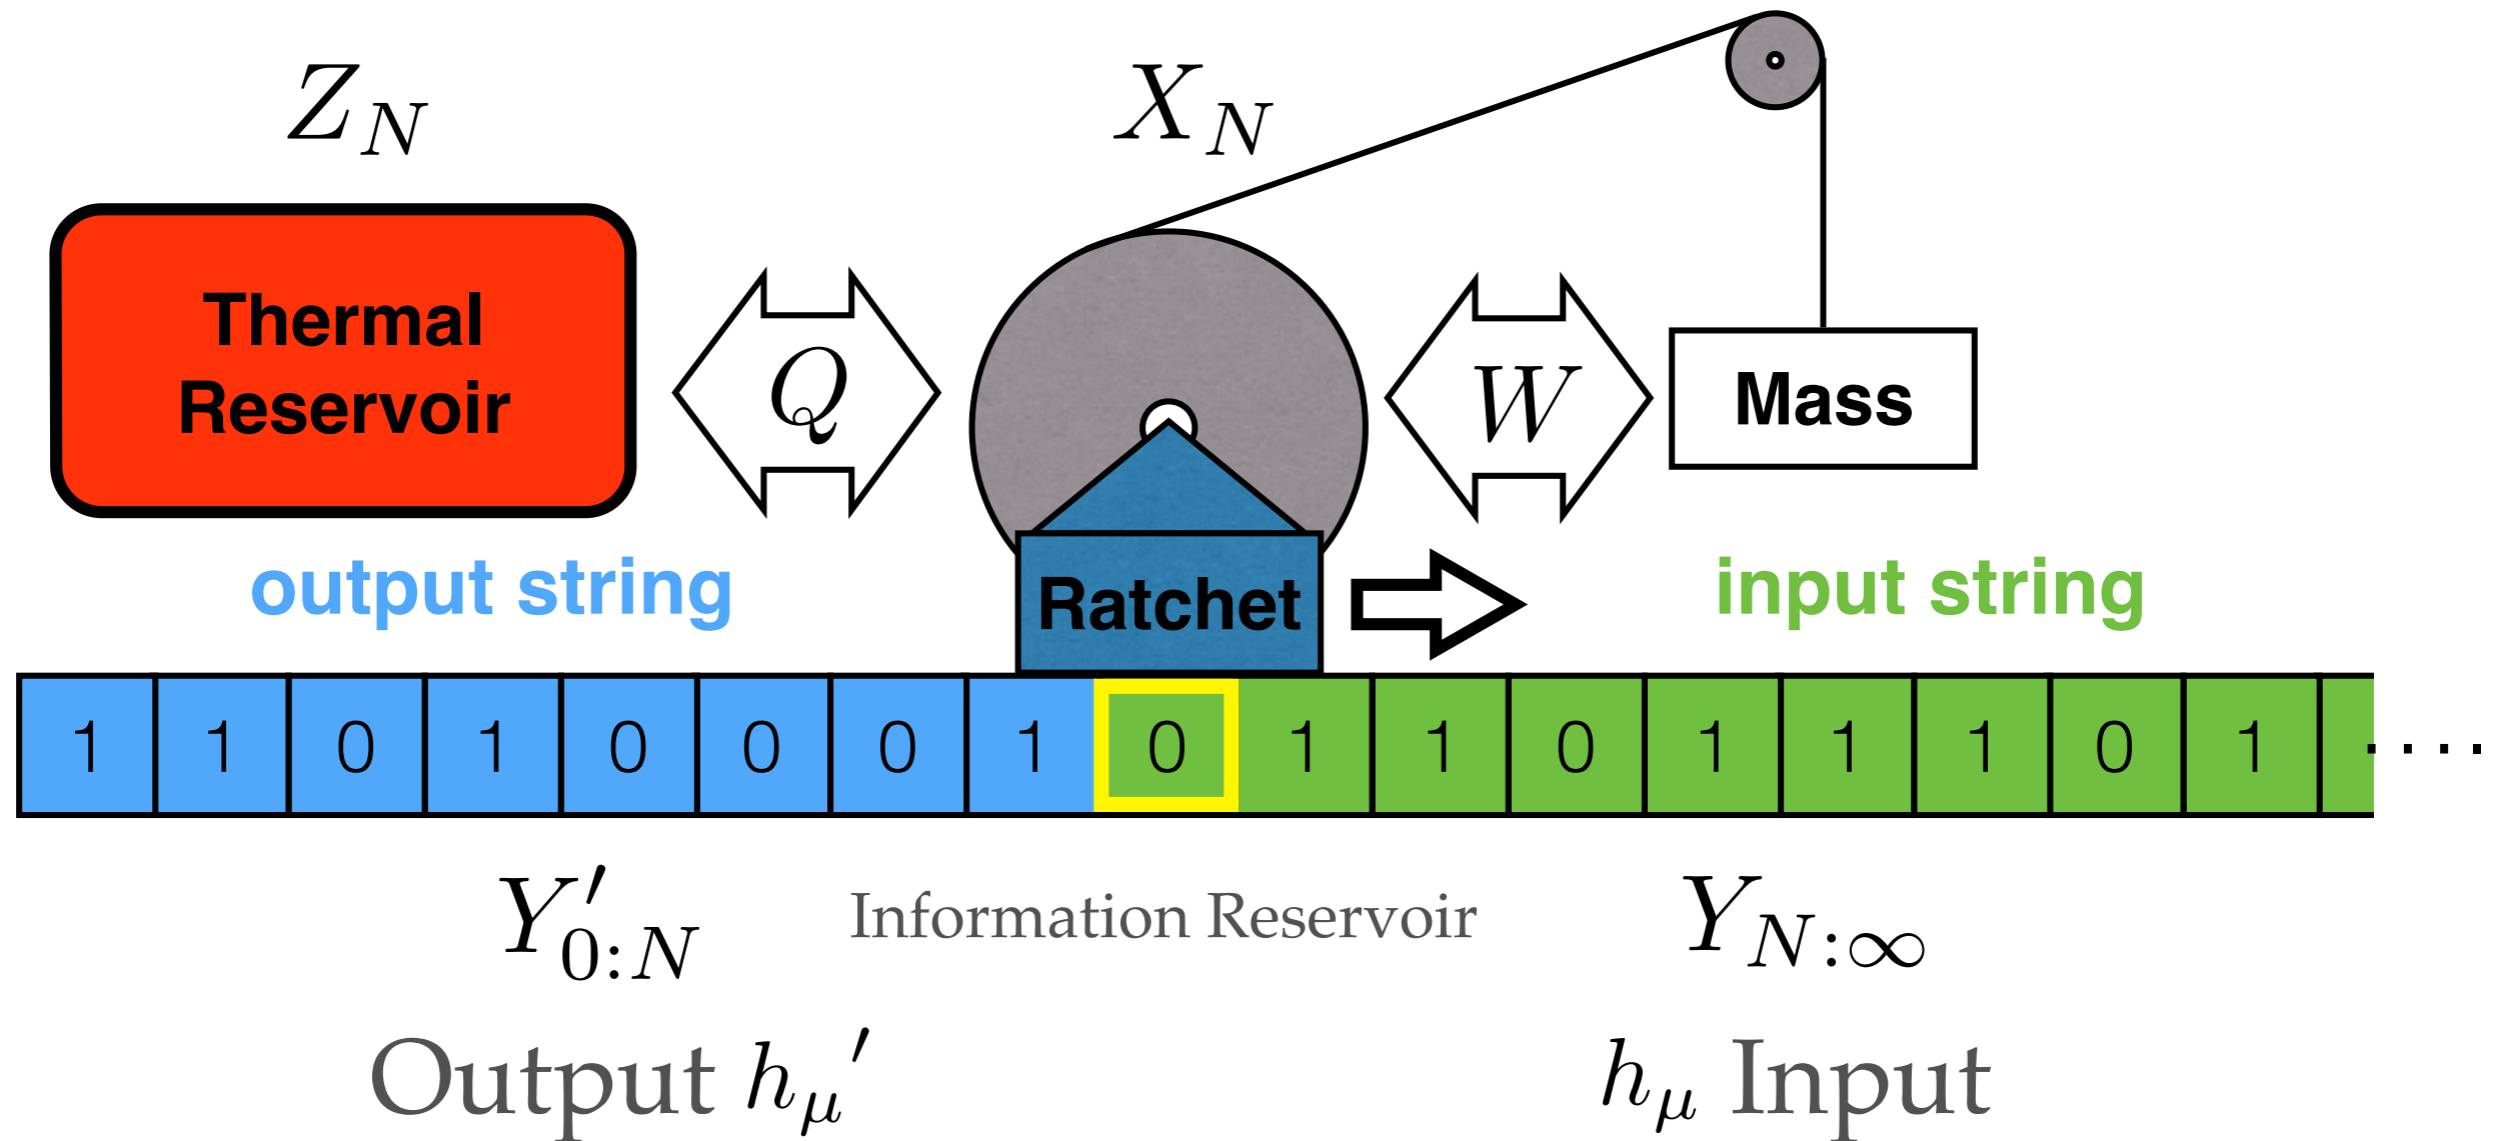 Z_N
X_N
Thermal
Reservoir
Q
W
Mass
output string
Ratchet
input string
1 1 0 1 0 0 0 1 0 1 1 0 1 1 1 0 1 ....
Y'_{0:N}
Information Reservoir
Y_{N:∞}
Output h_μ'
h_μ Input